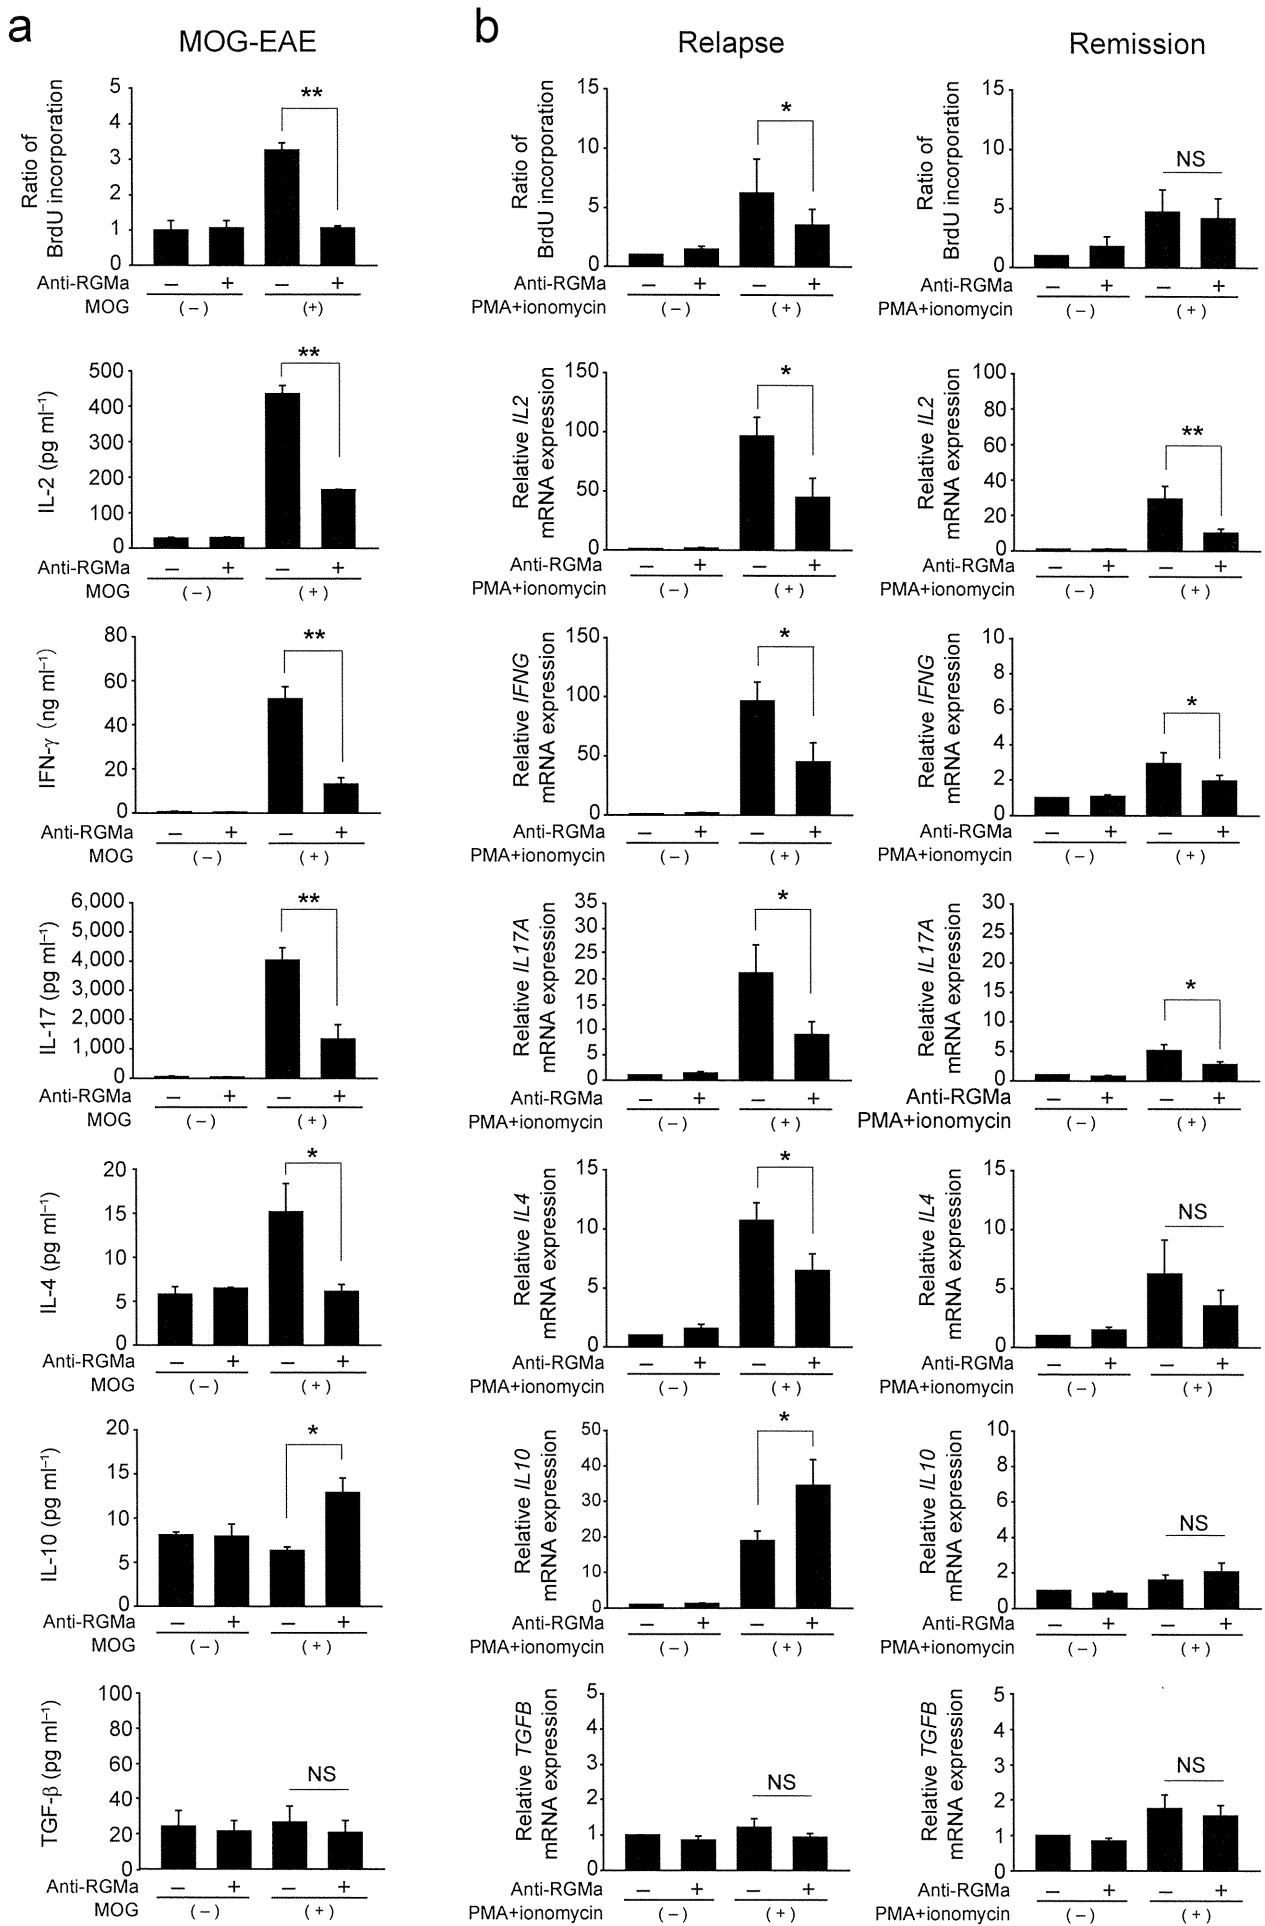 a
MOG-EAE
b
Relapse
Remission
Ratio of
BrdU incorporation
5
4
3
2
1
0
**
Anti-RGMa – + – +
MOG (–) (+)
Ratio of
BrdU incorporation
15
10
5
0
*
Anti-RGMa – + – +
PMA+ionomycin (–) (+)
Ratio of
BrdU incorporation
15
10
5
0
NS
Anti-RGMa – + – +
PMA+ionomycin (–) (+)
IL-2 (pg ml⁻¹)
500
400
300
200
100
0
**
Anti-RGMa – + – +
MOG (–) (+)
Relative IL2
mRNA expression
150
100
50
0
*
Anti-RGMa – + – +
PMA+ionomycin (–) (+)
Relative IL2
mRNA expression
100
80
60
40
20
0
**
Anti-RGMa – + – +
PMA+ionomycin (–) (+)
IFN-γ (ng ml⁻¹)
80
60
40
20
0
**
Anti-RGMa – + – +
MOG (–) (+)
Relative IFNG
mRNA expression
150
100
50
0
*
Anti-RGMa – + – +
PMA+ionomycin (–) (+)
Relative IFNG
mRNA expression
10
8
6
4
2
0
*
Anti-RGMa – + – +
PMA+ionomycin (–) (+)
IL-17 (pg ml⁻¹)
6,000
5,000
4,000
3,000
2,000
1,000
0
**
Anti-RGMa – + – +
MOG (–) (+)
Relative IL17A
mRNA expression
35
30
25
20
15
10
5
0
*
Anti-RGMa – + – +
PMA+ionomycin (–) (+)
Relative IL17A
mRNA expression
30
25
20
15
10
5
0
*
Anti-RGMa – + – +
PMA+ionomycin (–) (+)
IL-4 (pg ml⁻¹)
20
15
10
5
0
*
Anti-RGMa – + – +
MOG (–) (+)
Relative IL4
mRNA expression
15
10
5
0
*
Anti-RGMa – + – +
PMA+ionomycin (–) (+)
Relative IL4
mRNA expression
15
10
5
0
NS
Anti-RGMa – + – +
PMA+ionomycin (–) (+)
IL-10 (pg ml⁻¹)
20
15
10
5
0
*
Anti-RGMa – + – +
MOG (–) (+)
Relative IL10
mRNA expression
50
40
30
20
10
0
*
Anti-RGMa – + – +
PMA+ionomycin (–) (+)
Relative IL10
mRNA expression
10
8
6
4
2
0
NS
Anti-RGMa – + – +
PMA+ionomycin (–) (+)
TGF-β (pg ml⁻¹)
100
80
60
40
20
0
NS
Anti-RGMa – + – +
MOG (–) (+)
Relative TGFB
mRNA expression
5
4
3
2
1
0
NS
Anti-RGMa – + – +
PMA+ionomycin (–) (+)
Relative TGFB
mRNA expression
5
4
3
2
1
0
NS
Anti-RGMa – + – +
PMA+ionomycin (–) (+)